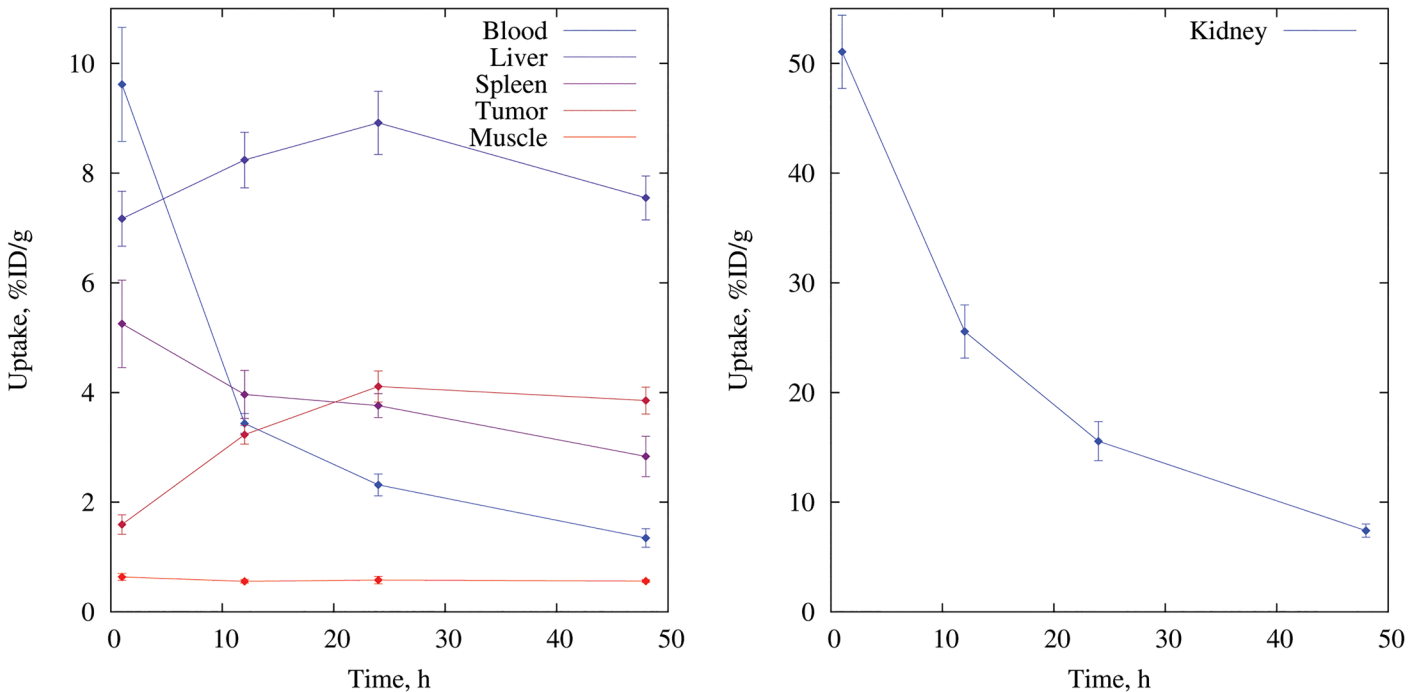 Blood
Liver
Spleen
Tumor
Muscle
10
8
6
4
2
0
0 10 20 30 40 50
Uptake, %ID/g
Time, h
Kidney
50
40
30
20
10
0
0 10 20 30 40 50
Uptake, %ID/g
Time, h